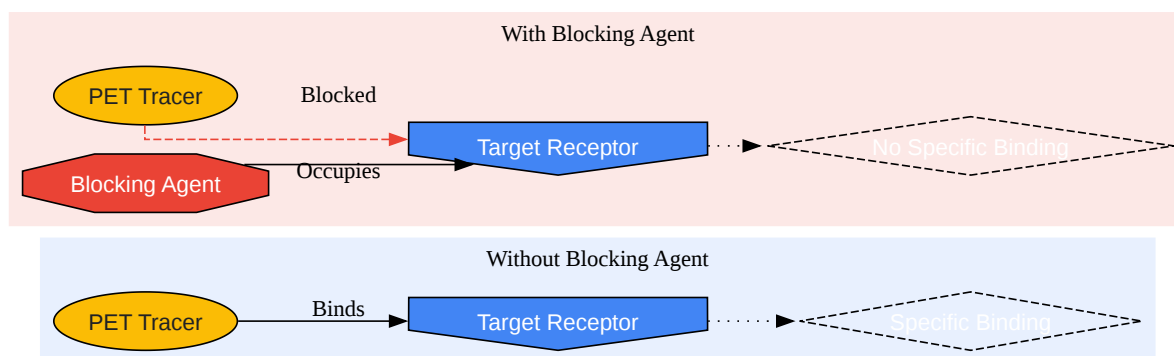 With Blocking Agent
PET Tracer
Blocked
Target Receptor
No Specific Binding
Blocking Agent
Occupies
Without Blocking Agent
PET Tracer
Binds
Target Receptor
Specific Binding